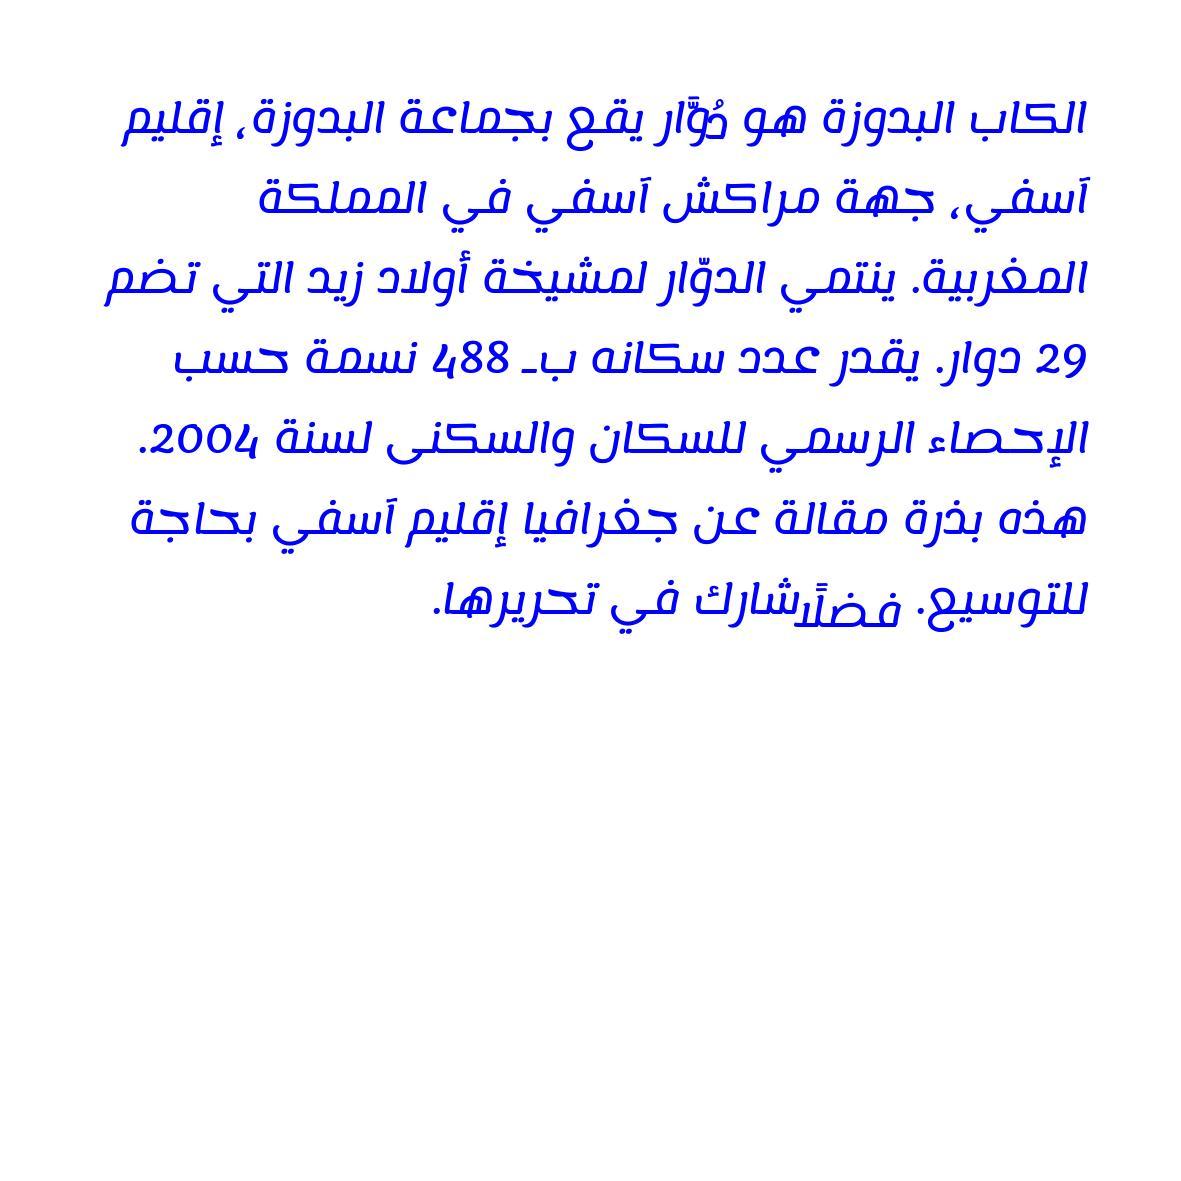 الكاب البدوزة هو دُوَّار يقع بجماعة البدوزة، إقليم
آسفي، جهة مراكش آسفي في المملكة
المغربية. ينتمي الدوّار لمشيخة أولاد زيد التي تضم
29 دوار. يقدر عدد سكانه ب‍ـ 488 نسمة حسب
الإحصاء الرسمي للسكان والسكنى لسنة 2004.
هذه بذرة مقالة عن جغرافيا إقليم آسفي بحاجة
للتوسيع. فضلًا شارك في تحريرها.